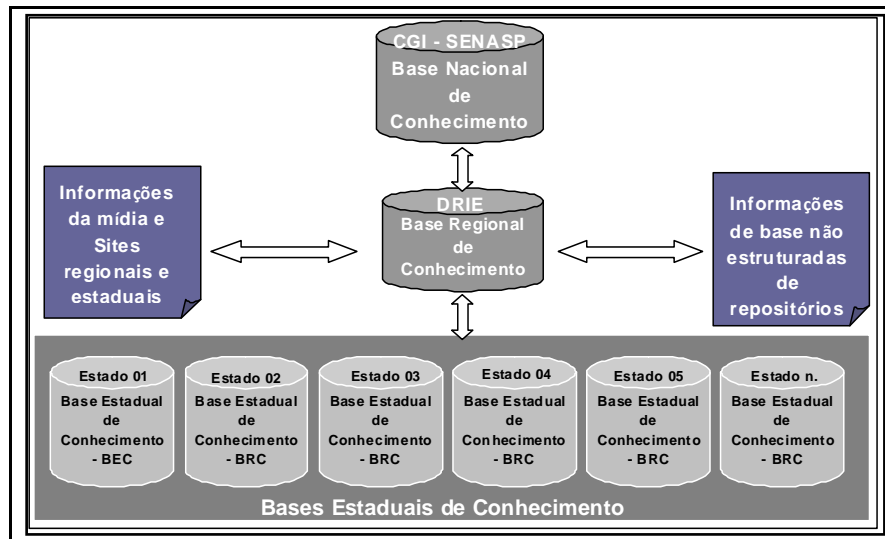 CGI - SENASP
Base Nacional
de
Conhecimento
Informações
da mídia e
Sites
regionais e
estaduais
DRIE
Base Regional
de
Conhecimento
Informações
de base não
estruturadas
de
repositórios
Estado 01
Base Estadual
de
Conhecimento
- BEC
Estado 02
Base Estadual
de
Conhecimento
- BRC
Estado 03
Base Estadual
de
Conhecimento
- BRC
Estado 04
Base Estadual
de
Conhecimento
- BRC
Estado 05
Base Estadual
de
Conhecimento
- BRC
Estado n.
Base Estadual
de
Conhecimento
- BRC
Bases Estaduais de Conhecimento